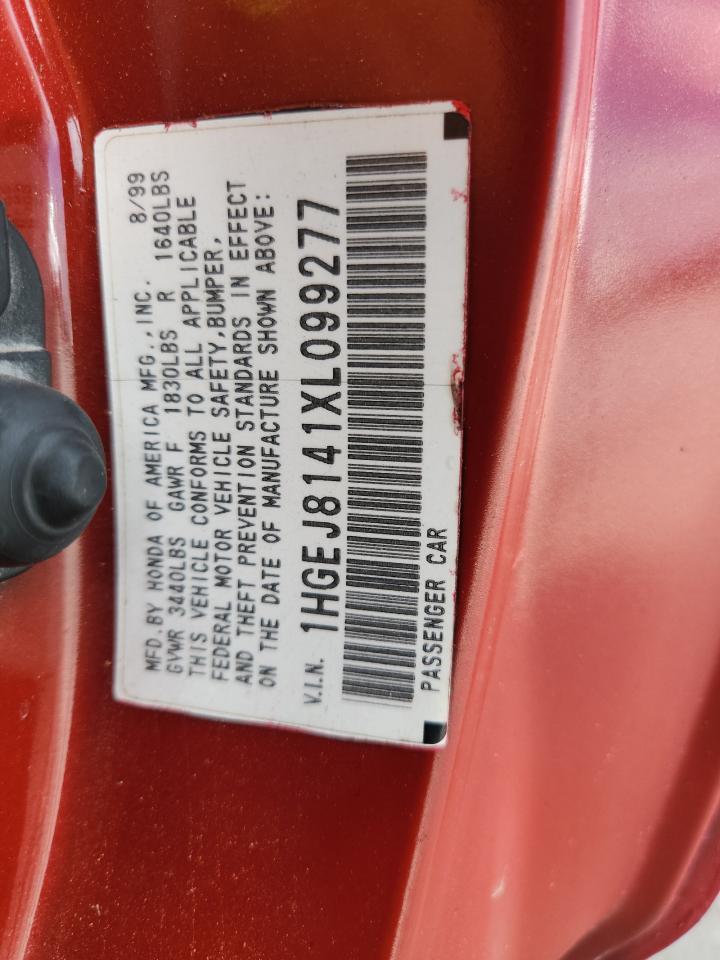 MFD.BY HONDA OF AMERICA MFG.,INC. 8/99
GVWR 3440LBS GAWR F 1830LBS R 1640LBS
THIS VEHICLE CONFORMS TO ALL APPLICABLE
FEDERAL MOTOR VEHICLE SAFETY,BUMPER,
AND THEFT PREVENTION STANDARDS IN EFFECT
ON THE DATE OF MANUFACTURE SHOWN ABOVE:
V.I.N. 1HGEJ8141XL099277
PASSENGER CAR